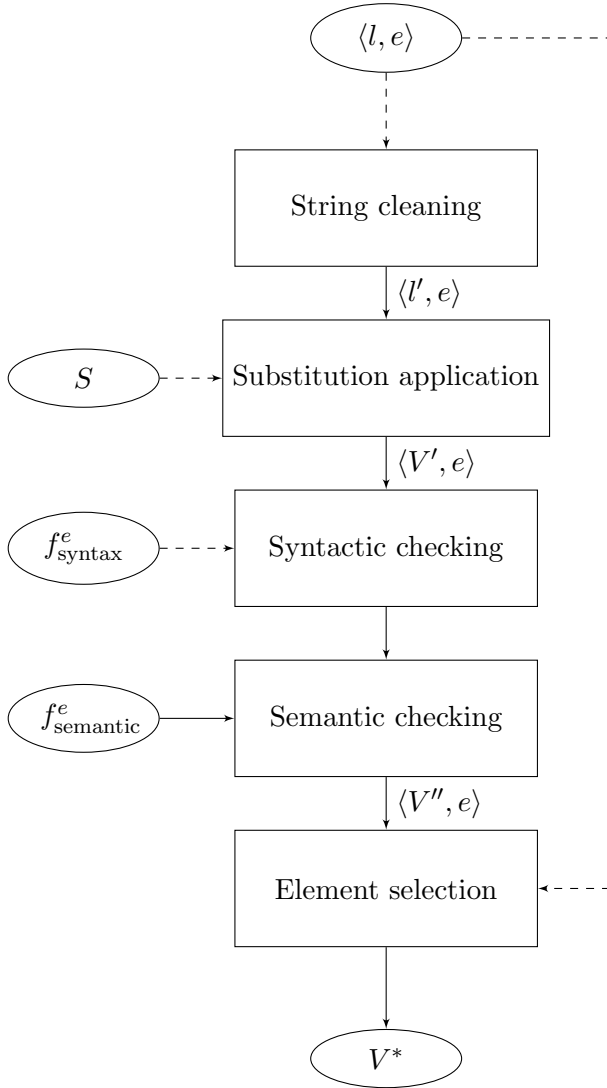 ⟨l, e⟩
String cleaning
⟨l′, e⟩
S
Substitution application
⟨V′, e⟩
f^e_syntax
Syntactic checking
f^e_semantic
Semantic checking
⟨V″, e⟩
Element selection
V*